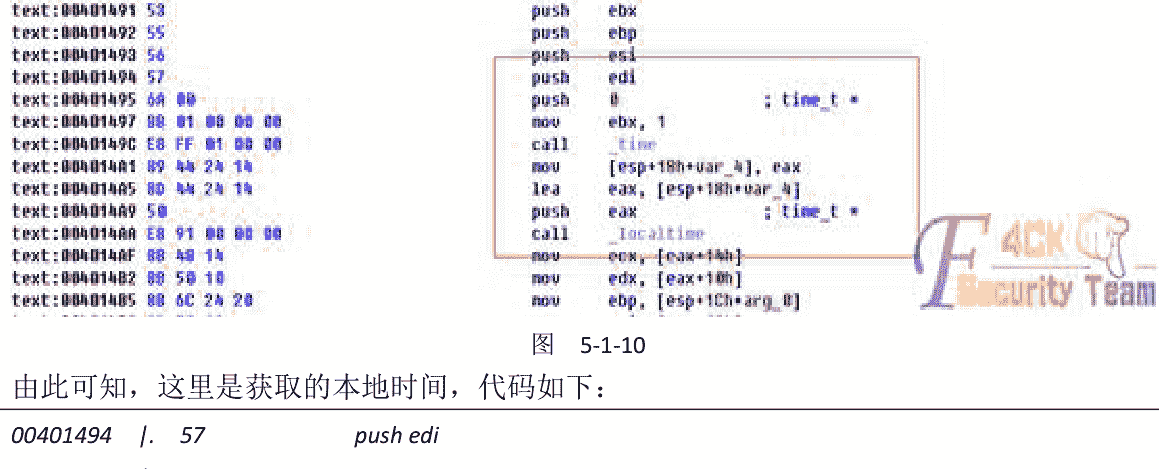 text:00401491 53 push ebx
text:00401492 55 push ebp
text:00401493 56 push esi
text:00401494 57 push edi
text:00401495 6A 00 push 0 ; time_t *
text:00401497 BB 01 00 00 00 mov ebx, 1
text:0040149C E8 FF 01 00 00 call _time
text:004014A1 89 44 24 14 mov [esp+18h+var_4], eax
text:004014A5 8D 44 24 14 lea eax, [esp+18h+var_4]
text:004014A9 50 push eax ; time_t *
text:004014AA E8 91 00 00 00 call _localtime
text:004014AF 8B 48 14 mov ecx, [eax+14h]
text:004014B2 8B 50 10 mov edx, [eax+10h]
text:004014B5 8B 6C 24 20 mov ebp, [esp+1Ch+arg_0]
F4CK
Security Team
图 5-1-10
由此可知，这里是获取的本地时间，代码如下：
00401494 |. 57 push edi